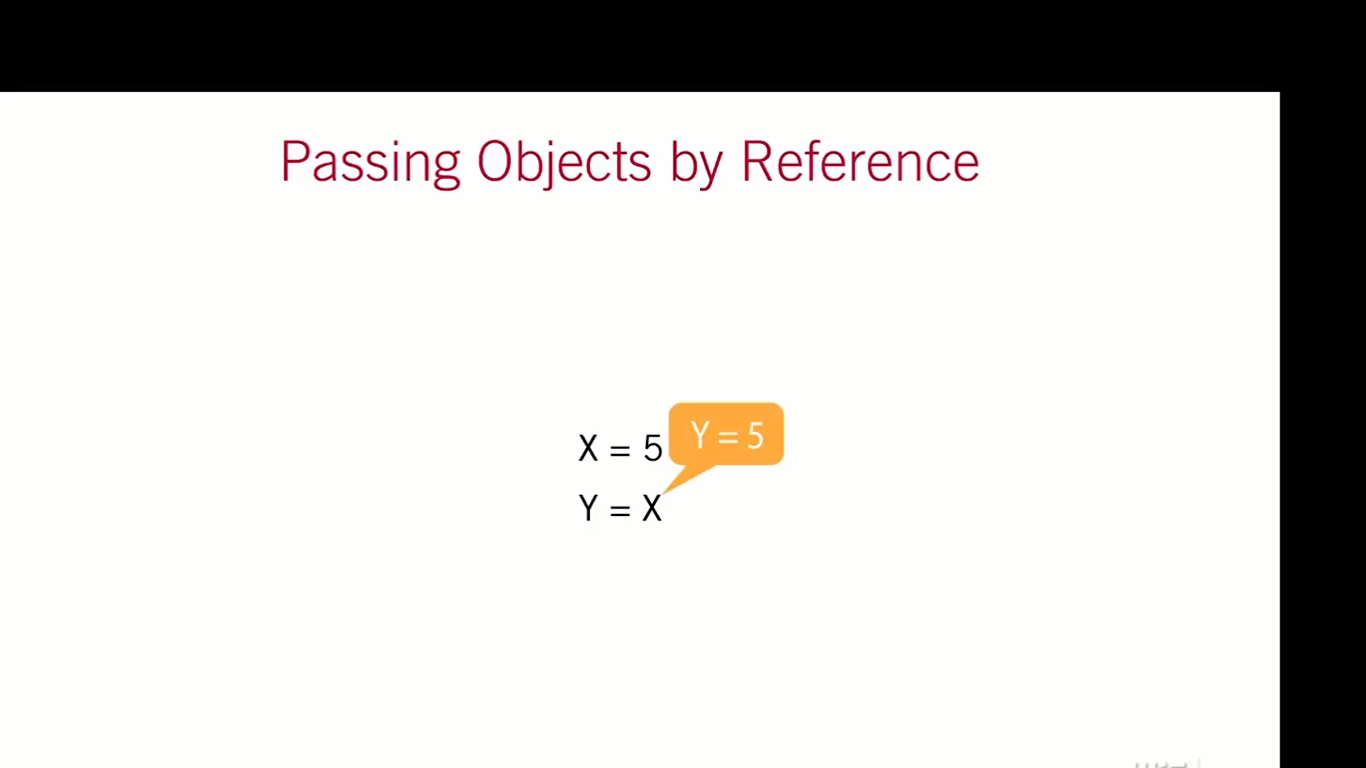 Passing Objects by Reference
X = 5
Y = 5
Y = X